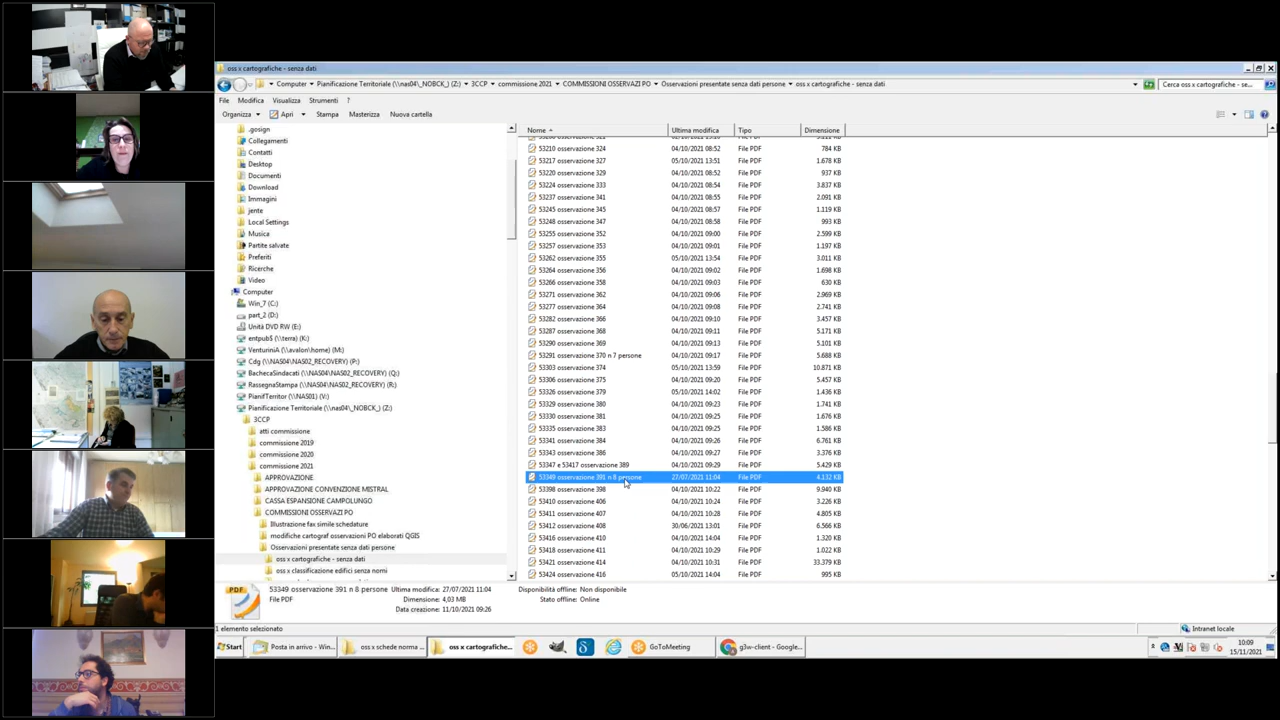 oss x cartografiche - senza dati
Computer ▸ Pianificazione Territoriale (\\nas04\_NOBCK_) (Z:) ▸ 3CCP ▸ commissione 2021 ▸ COMMISSIONI OSSERVAZI PO ▸ Osservazioni presentate senza dati persone ▸ oss x cartografiche - senza dati
Cerca oss x cartografiche - se...
File Modifica Visualizza Strumenti ?
Organizza Apri Stampa Masterizza Nuova cartella
.gosign
Collegamenti
Contatti
Desktop
Documenti
Download
Immagini
jente
Local Settings
Musica
Partite salvate
Preferiti
Ricerche
Video
Computer
Win_7 (C:)
part_2 (D:)
Unità DVD RW (E:)
entpub$ (\\terra) (K:)
VenturiniA (\\avalon\home) (M:)
Cdg (\\NAS04\NAS02_RECOVERY) (P:)
BachecaSindacati (\\NAS04\NAS02_RECOVERY) (Q:)
RassegnaStampa (\\NAS04\NAS02_RECOVERY) (R:)
PianifTerritor (\\NAS01) (V:)
Pianificazione Territoriale (\\nas04\_NOBCK_) (Z:)
3CCP
atti commissione
commissione 2019
commissione 2020
commissione 2021
APPROVAZIONE
APPROVAZIONE CONVENZIONE MISTRAL
CASSA ESPANSIONE CAMPOLUNGO
COMMISSIONI OSSERVAZI PO
Illustrazione fax simile schedature
modifiche cartograf osservazioni PO elaborati QGIS
Osservazioni presentate senza dati persone
oss x cartografiche - senza dati
oss x classificazione edifici senza nomi
Nome Ultima modifica Tipo Dimensione
53210 osservazione 324 04/10/2021 08:52 File PDF 784 KB
53217 osservazione 327 05/10/2021 13:51 File PDF 1.678 KB
53220 osservazione 329 04/10/2021 08:52 File PDF 937 KB
53224 osservazione 333 04/10/2021 08:54 File PDF 3.837 KB
53237 osservazione 341 04/10/2021 08:55 File PDF 2.091 KB
53245 osservazione 345 04/10/2021 08:57 File PDF 1.119 KB
53248 osservazione 347 04/10/2021 08:58 File PDF 993 KB
53255 osservazione 352 04/10/2021 09:00 File PDF 2.599 KB
53257 osservazione 353 04/10/2021 09:01 File PDF 1.197 KB
53262 osservazione 355 05/10/2021 13:54 File PDF 3.011 KB
53264 osservazione 356 04/10/2021 09:02 File PDF 1.698 KB
53266 osservazione 358 04/10/2021 09:03 File PDF 630 KB
53271 osservazione 362 04/10/2021 09:06 File PDF 2.969 KB
53277 osservazione 364 04/10/2021 09:08 File PDF 2.741 KB
53282 osservazione 366 04/10/2021 09:10 File PDF 3.457 KB
53287 osservazione 368 04/10/2021 09:11 File PDF 5.171 KB
53290 osservazione 369 04/10/2021 09:13 File PDF 5.101 KB
53291 osservazione 370 n 7 persone 04/10/2021 09:17 File PDF 5.688 KB
53303 osservazione 374 05/10/2021 13:59 File PDF 10.871 KB
53306 osservazione 375 04/10/2021 09:20 File PDF 5.457 KB
53326 osservazione 379 05/10/2021 14:02 File PDF 1.436 KB
53329 osservazione 380 04/10/2021 09:23 File PDF 1.741 KB
53330 osservazione 381 04/10/2021 09:25 File PDF 1.676 KB
53335 osservazione 383 04/10/2021 09:25 File PDF 1.586 KB
53341 osservazione 384 04/10/2021 09:26 File PDF 6.761 KB
53343 osservazione 386 04/10/2021 09:28 File PDF 3.376 KB
53347 e 53417 osservazione 389 04/10/2021 09:29 File PDF 5.429 KB
53349 osservazione 391 n 8 persone 27/07/2021 11:04 File PDF 4.132 KB
53398 osservazione 398 04/10/2021 10:22 File PDF 9.940 KB
53410 osservazione 406 04/10/2021 10:24 File PDF 3.226 KB
53411 osservazione 407 04/10/2021 10:28 File PDF 4.805 KB
53412 osservazione 408 30/06/2021 13:01 File PDF 6.566 KB
53416 osservazione 410 04/10/2021 14:04 File PDF 1.320 KB
53418 osservazione 411 04/10/2021 10:29 File PDF 1.022 KB
53421 osservazione 414 04/10/2021 10:31 File PDF 33.379 KB
53424 osservazione 416 05/10/2021 14:04 File PDF 995 KB
PDF
53349 osservazione 391 n 8 persone Ultima modifica: 27/07/2021 11:04 Disponibilità offline: Non disponibile
File PDF Dimensione: 4,03 MB Stato offline: Online
Data creazione: 11/10/2021 09:26
1 elemento selezionato
Intranet locale
Start Posta in arrivo - Win... oss x schede norma ... oss x cartografiche... GoToMeeting g3w-client - Google...
10:09
15/11/2021